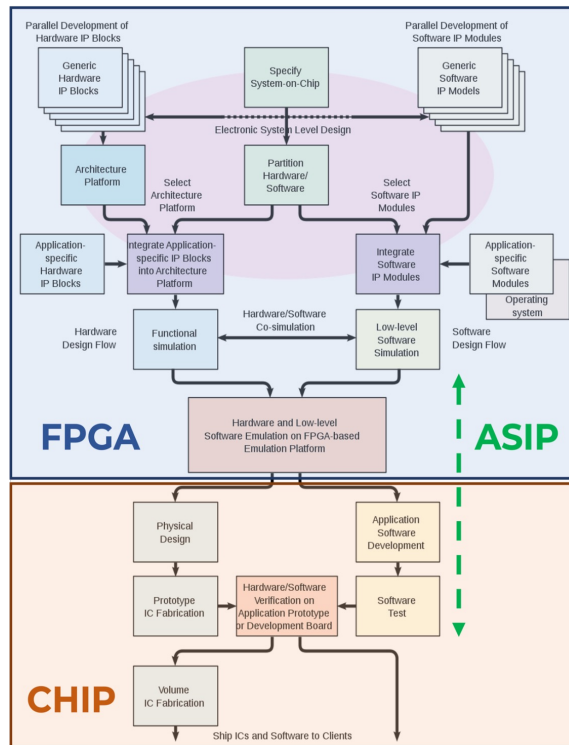 Parallel Development of
Hardware IP Blocks
Parallel Development of
Software IP Modules
Generic
Hardware
IP Blocks
Specify
System-on-Chip
Generic
Software
IP Models
Electronic System Level Design
Architecture
Platform
Select
Architecture
Platform
Partition
Hardware/
Software
Select
Software IP
Modules
Application-
specific
Hardware
IP Blocks
Integrate Application-
specific IP Blocks
into Architecture
Platform
Integrate
Software
IP Modules
Application-
specific
Software
Modules
Operating
system
Hardware
Design Flow
Functional
simulation
Hardware/Software
Co-simulation
Low-level
Software
Simulation
Software
Design Flow
Hardware and Low-level
Software Emulation on FPGA-based
Emulation Platform
FPGA
ASIP
Physical
Design
Application
Software
Development
Prototype
IC Fabrication
Hardware/Software
Verification on
Application Prototype
or Development Board
Software
Test
Volume
IC Fabrication
CHIP
Ship ICs and Software to Clients